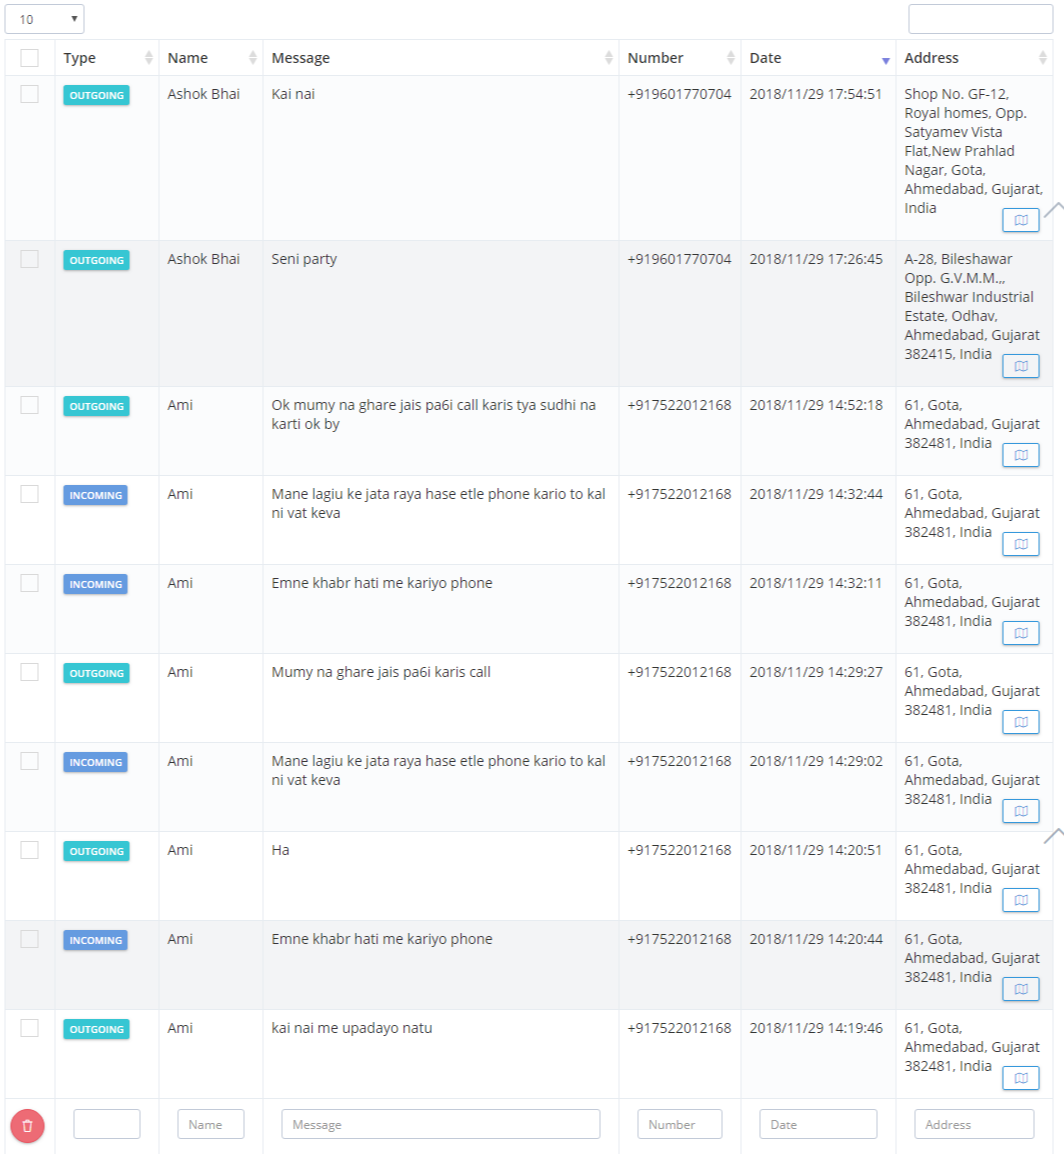 10
Type Name Message Number Date Address
OUTGOING Ashok Bhai Kai nai +919601770704 2018/11/29 17:54:51 Shop No. GF-12,
Royal homes, Opp.
Satyamev Vista
Flat,New Prahlad
Nagar, Gota,
Ahmedabad, Gujarat,
India
OUTGOING Ashok Bhai Seni party +919601770704 2018/11/29 17:26:45 A-28, Bileshawar
Opp. G.V.M.M.,,
Bileshwar Industrial
Estate, Odhav,
Ahmedabad, Gujarat
382415, India
OUTGOING Ami Ok mumy na ghare jais pa6i call karis tya sudhi na +917522012168 2018/11/29 14:52:18 61, Gota,
karti ok by Ahmedabad, Gujarat
382481, India
INCOMING Ami Mane lagiu ke jata raya hase etle phone kario to kal +917522012168 2018/11/29 14:32:44 61, Gota,
ni vat keva Ahmedabad, Gujarat
382481, India
INCOMING Ami Emne khabr hati me kariyo phone +917522012168 2018/11/29 14:32:11 61, Gota,
Ahmedabad, Gujarat
382481, India
OUTGOING Ami Mumy na ghare jais pa6i karis call +917522012168 2018/11/29 14:29:27 61, Gota,
Ahmedabad, Gujarat
382481, India
INCOMING Ami Mane lagiu ke jata raya hase etle phone kario to kal +917522012168 2018/11/29 14:29:02 61, Gota,
ni vat keva Ahmedabad, Gujarat
382481, India
OUTGOING Ami Ha +917522012168 2018/11/29 14:20:51 61, Gota,
Ahmedabad, Gujarat
382481, India
INCOMING Ami Emne khabr hati me kariyo phone +917522012168 2018/11/29 14:20:44 61, Gota,
Ahmedabad, Gujarat
382481, India
OUTGOING Ami kai nai me upadayo natu +917522012168 2018/11/29 14:19:46 61, Gota,
Ahmedabad, Gujarat
382481, India
Name Message Number Date Address